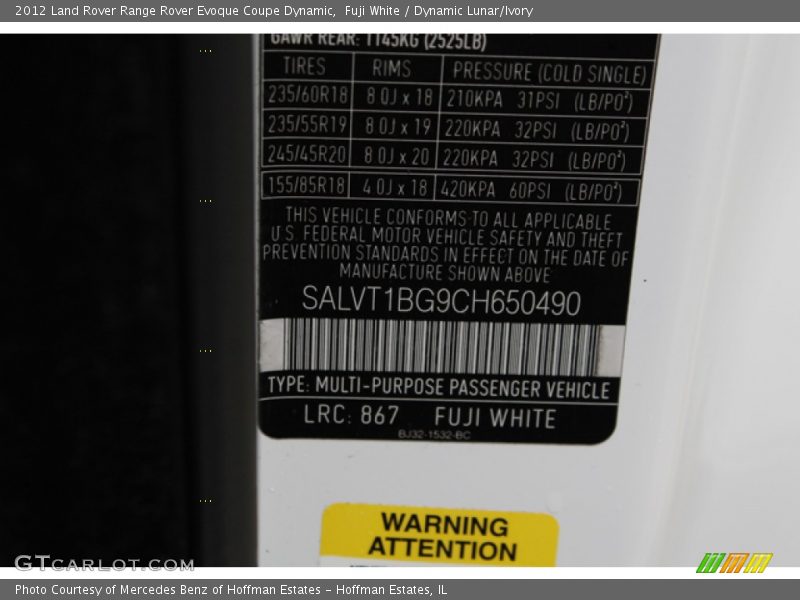 2012 Land Rover Range Rover Evoque Coupe Dynamic,  Fuji White / Dynamic Lunar/Ivory
GAWR REAR: 1145KG (2525LB)
TIRES RIMS PRESSURE (COLD SINGLE)
235/60R18 8 0J x 18 210KPA 31PSI (LB/PO²)
235/55R19 8 0J x 19 220KPA 32PSI (LB/PO²)
245/45R20 8 0J x 20 220KPA 32PSI (LB/PO²)
155/85R18 4 0J x 18 420KPA 60PSI (LB/PO²)
THIS VEHICLE CONFORMS TO ALL APPLICABLE
U.S. FEDERAL MOTOR VEHICLE SAFETY AND THEFT
PREVENTION STANDARDS IN EFFECT ON THE DATE OF
MANUFACTURE SHOWN ABOVE
SALVT1BG9CH650490
TYPE: MULTI-PURPOSE PASSENGER VEHICLE
LRC: 867 FUJI WHITE
BJ32-1532-BC
WARNING
ATTENTION
GTCARLOT.COM
Photo Courtesy of Mercedes Benz of Hoffman Estates - Hoffman Estates, IL